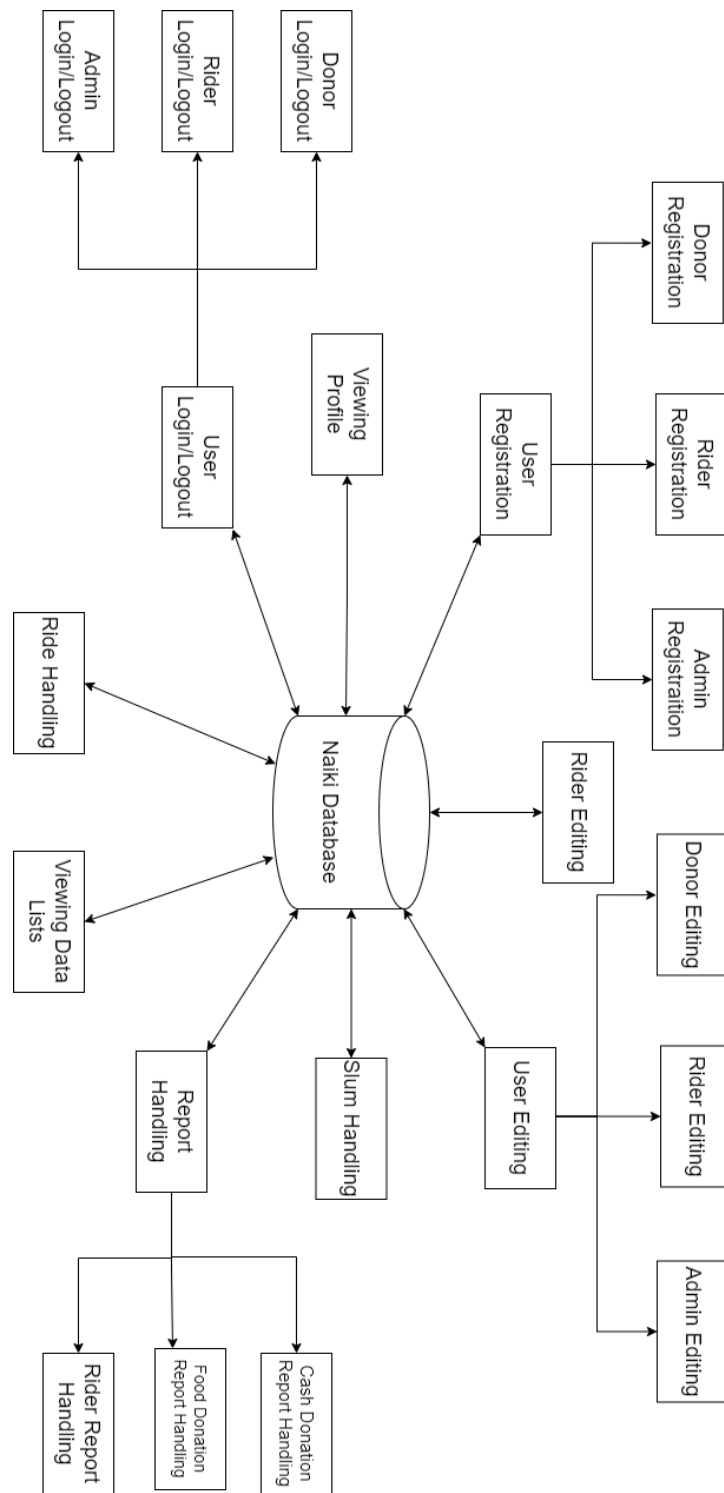 Donor
Registration
Rider
Registration
Admin
Registraition
Donor Editing
Rider Editing
Admin Editing
Rider Editing
User
Registration
User Editing
Viewing
Profile
Naiki Database
Slum Handling
Donor
Login/Logout
Rider
Login/Logout
Admin
Login/Logout
User
Login/Logout
Report
Handling
Cash Donation
Report Handling
Food Donation
Report Handling
Rider Report
Handling
Ride Handling
Viewing Data
Lists